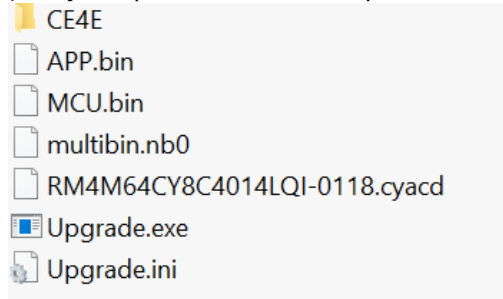 CE4E
APP.bin
MCU.bin
multibin.nb0
RM4M64CY8C4014LQI-0118.cyacd
Upgrade.exe
Upgrade.ini